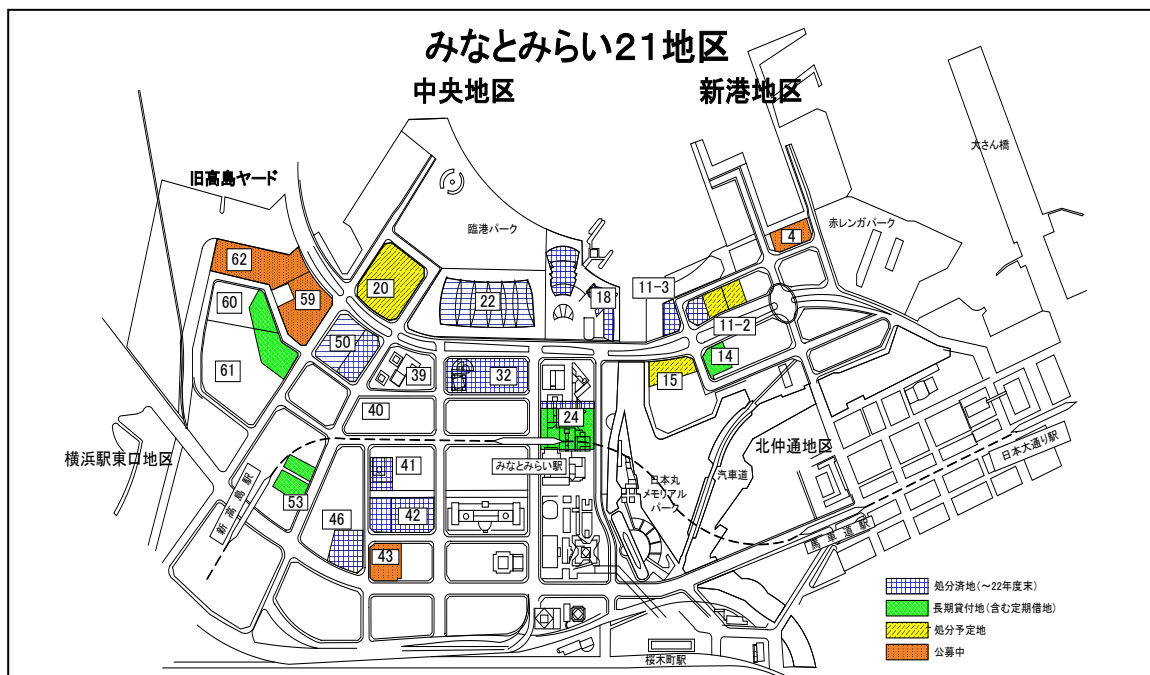 みなとみらい21地区
中央地区
新港地区
大さん橋
旧高島ヤード
臨港パーク
赤レンガパーク
4
62
59
60
20
22
18
11-3
11-2
50
61
39
32
14
15
40
24
横浜駅東口地区
みなとみらい駅
北仲通地区
日本大通り駅
41
日本丸
メモリアル
パーク
汽車道
新高島駅
53
46
42
馬車道駅
43
処分済地(~22年度末)
長期貸付地(含む定期借地)
処分予定地
公募中
桜木町駅